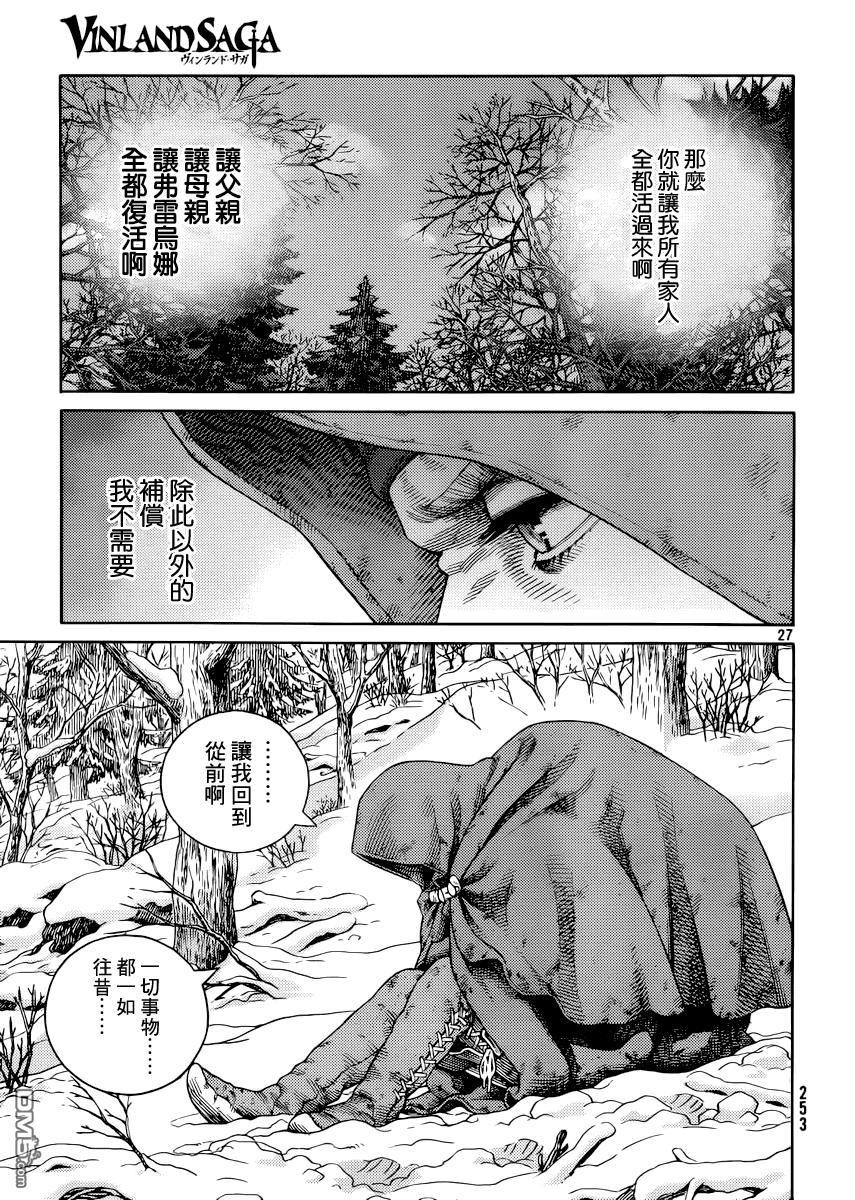 VINLAND SAGA
ヴィンランド・サガ
那麼
你就讓我所有家人
全都活過來啊
讓父親
讓母親
讓弗雷烏娜
全都復活啊
除此以外的
補償
我不需要
27
………
讓我回到
從前啊
一切事物……
都一如
往昔……
253
DM5.com